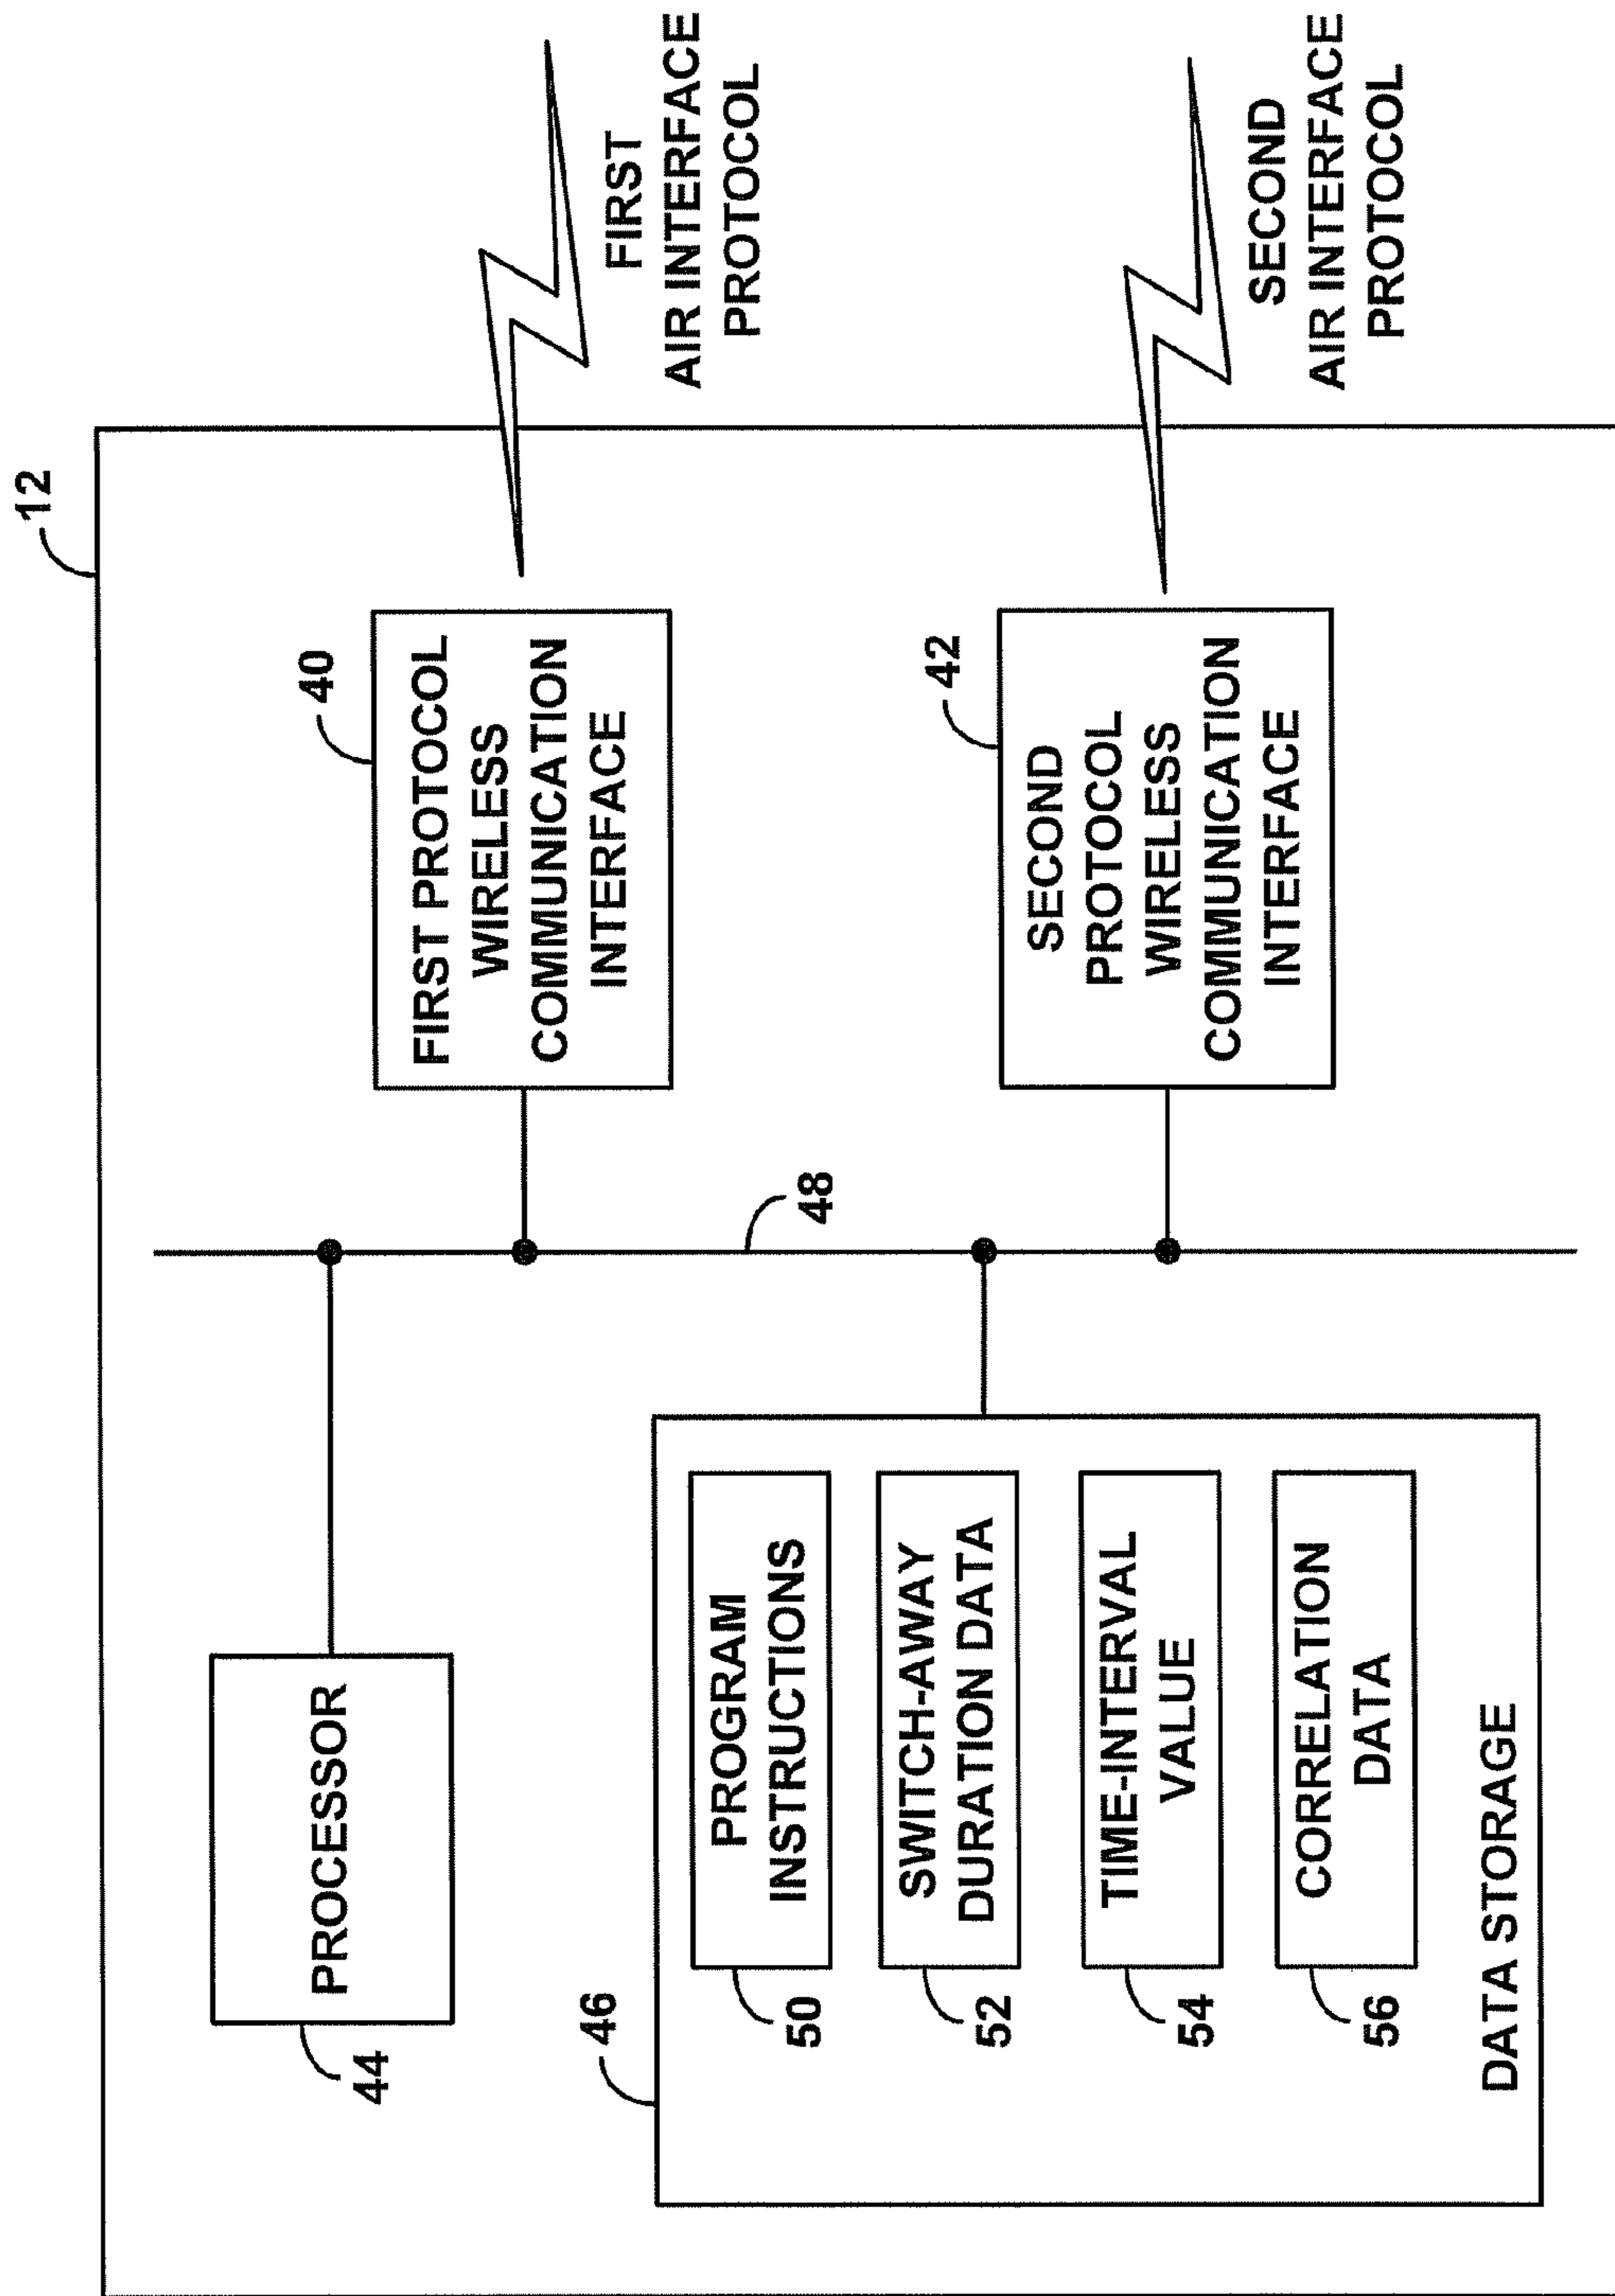 12
40
FIRST PROTOCOL
WIRELESS
COMMUNICATION
INTERFACE
FIRST
AIR INTERFACE
PROTOCOL
44
PROCESSOR
48
46
50
PROGRAM
INSTRUCTIONS
52
SWITCH-AWAY
DURATION DATA
54
TIME-INTERVAL
VALUE
56
CORRELATION
DATA
DATA STORAGE
42
SECOND
PROTOCOL
WIRELESS
COMMUNICATION
INTERFACE
SECOND
AIR INTERFACE
PROTOCOL